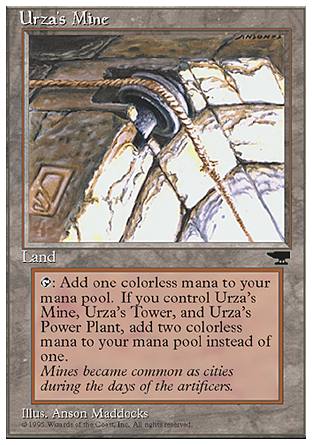 Urza's Mine
ANSON M
Land
: Add one colorless mana to your
mana pool. If you control Urza's
Mine, Urza's Tower, and Urza's
Power Plant, add two colorless
mana to your mana pool instead of
one.
Mines became common as cities
during the days of the artificers.
Illus. Anson Maddocks
© 1995 Wizards of the Coast, Inc. All rights reserved.